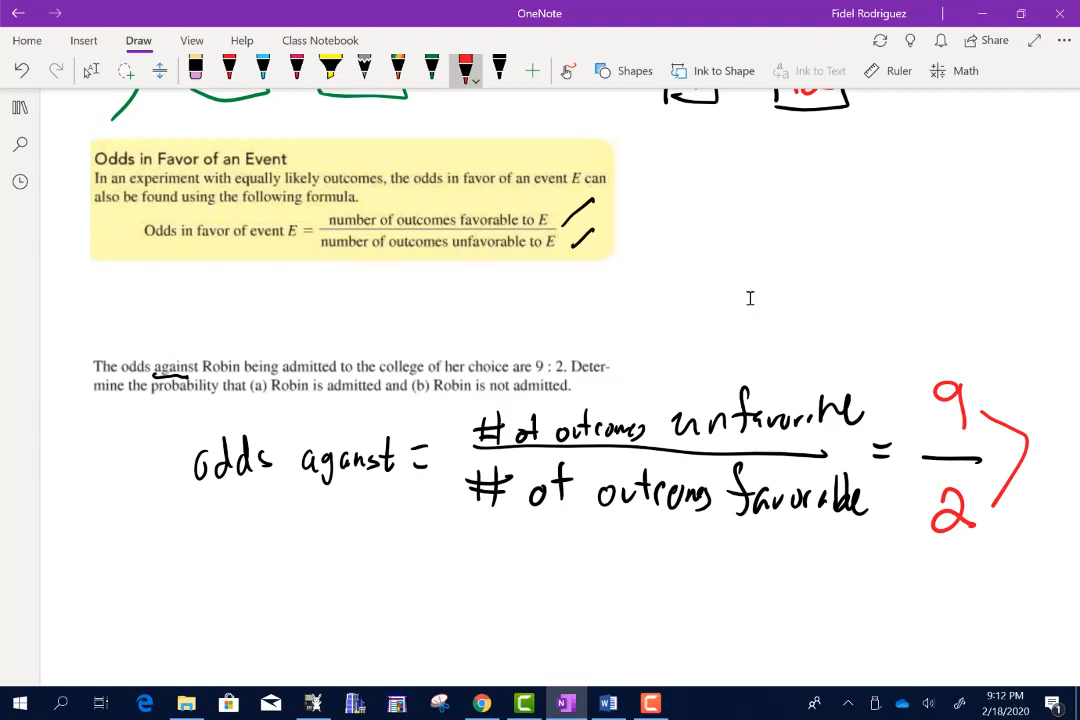 OneNote
Fidel Rodriguez
Home Insert Draw View Help Class Notebook
Share
Shapes Ink to Shape Ink to Text Ruler Math
Odds in Favor of an Event
In an experiment with equally likely outcomes, the odds in favor of an event E can
also be found using the following formula.
Odds in favor of event E = number of outcomes favorable to E
number of outcomes unfavorable to E
The odds against Robin being admitted to the college of her choice are 9 : 2. Deter-
mine the probability that (a) Robin is admitted and (b) Robin is not admitted.
odds aganst = # of outcomes unfavorite = 9
# of outcoms favorable 2
9:12 PM
2/18/2020